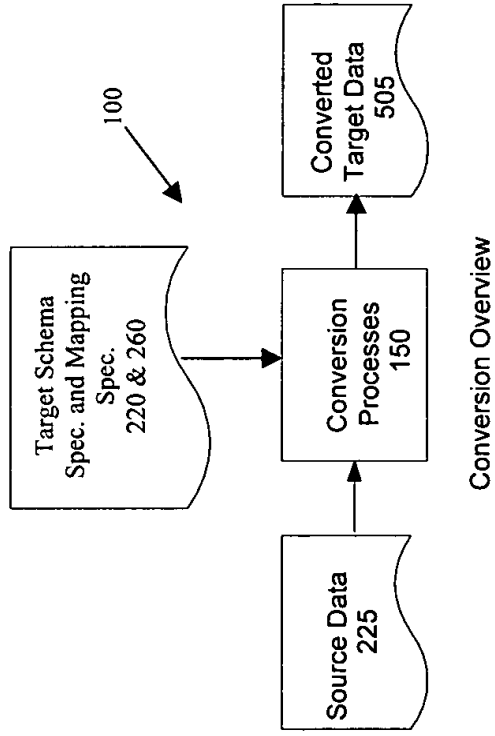 100
Target Schema
Spec. and Mapping
Spec.
220 & 260
Source Data
225
Conversion
Processes
150
Converted
Target Data
505
Conversion Overview